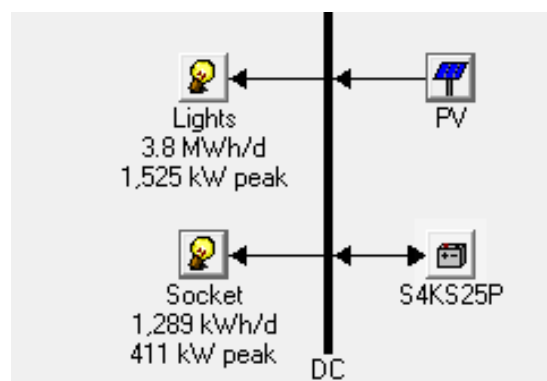 Lights
3.8 MWh/d
1,525 kW peak
PV
Socket
1,289 kWh/d
411 kW peak
S4KS25P
DC